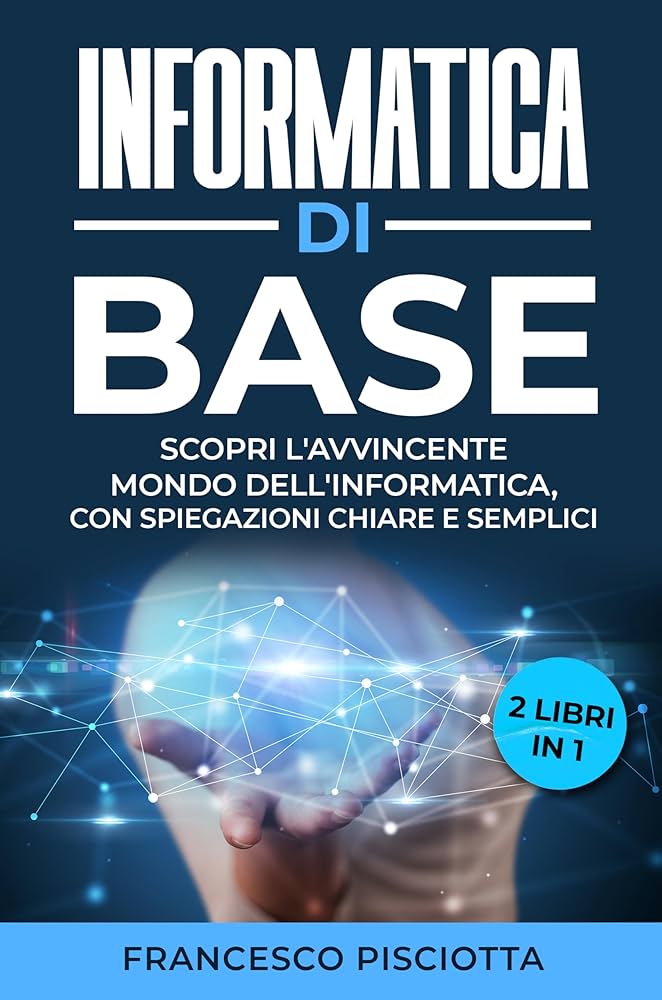 INFORMATICA
DI
BASE
SCOPRI L'AVVINCENTE
MONDO DELL'INFORMATICA,
CON SPIEGAZIONI CHIARE E SEMPLICI
2 LIBRI
IN 1
FRANCESCO PISCIOTTA